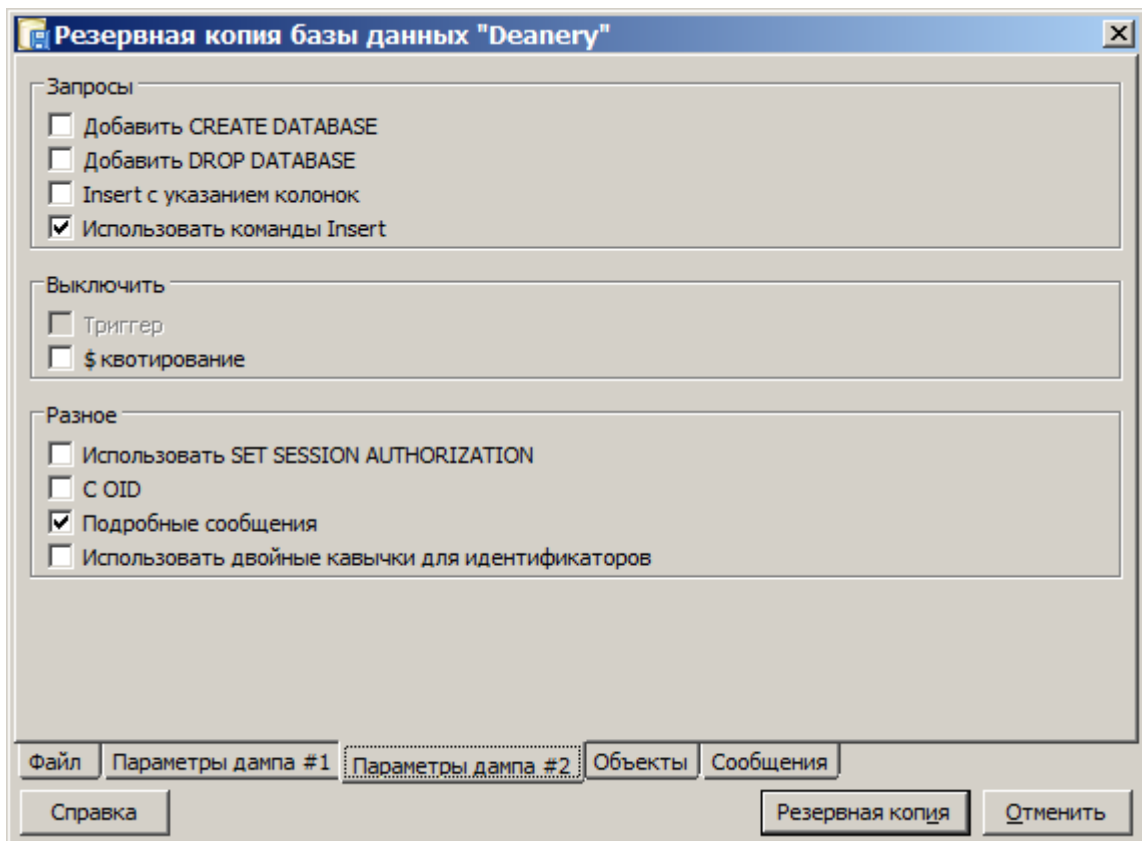 Резервная копия базы данных "Deanery"
Запросы
Добавить CREATE DATABASE
Добавить DROP DATABASE
Insert с указанием колонок
Использовать команды Insert
Выключить
Триггер
$ квотирование
Разное
Использовать SET SESSION AUTHORIZATION
С OID
Подробные сообщения
Использовать двойные кавычки для идентификаторов
Файл Параметры дампа #1 Параметры дампа #2 Объекты Сообщения
Справка Резервная копия Отменить